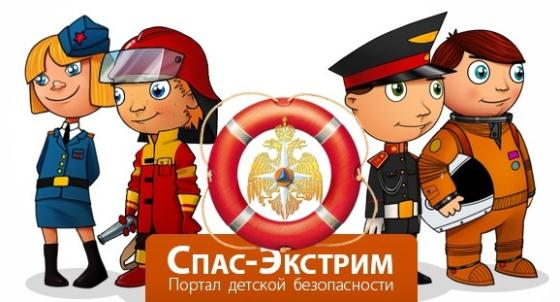 Спас-Экстрим
Портал детской безопасности